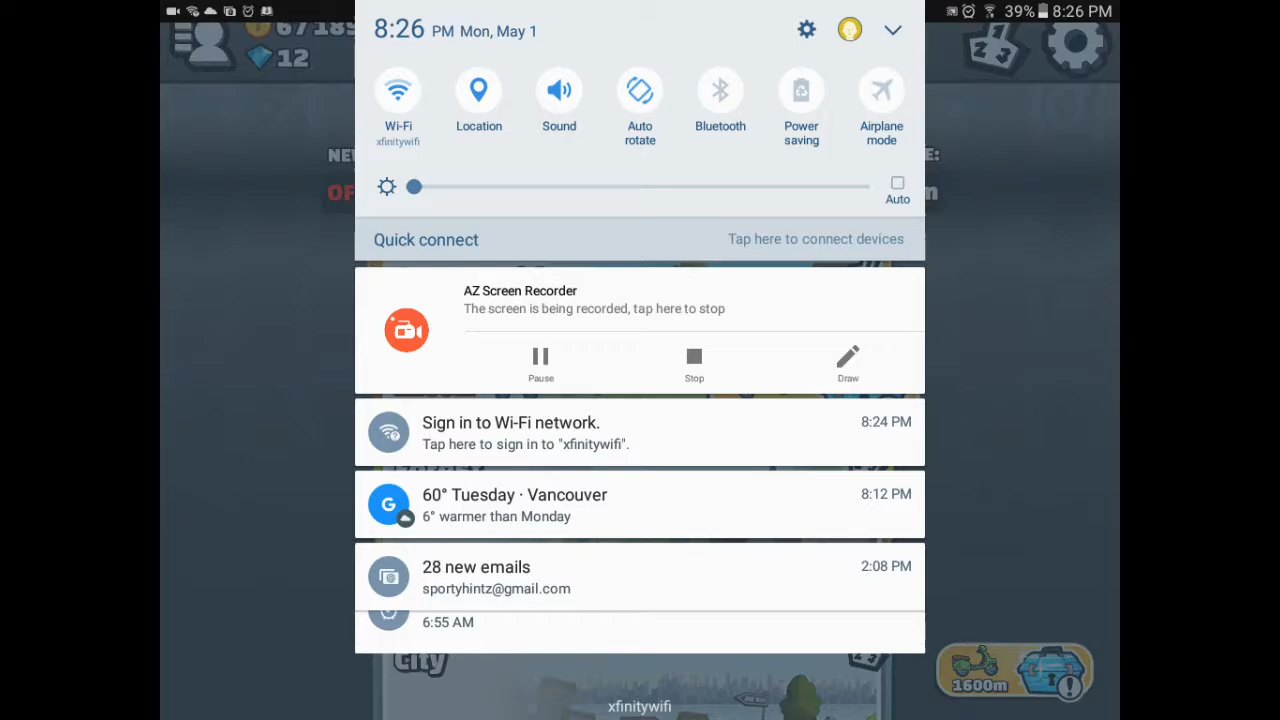 39% 8:26 PM
8:26 PM Mon, May 1
12
Wi-Fi
xfinitywifi
Location
Sound
Auto
rotate
Bluetooth
Power
saving
Airplane
mode
Auto
Quick connect
Tap here to connect devices
AZ Screen Recorder
The screen is being recorded, tap here to stop
Pause
Stop
Draw
Sign in to Wi-Fi network.
8:24 PM
Tap here to sign in to "xfinitywifi".
G
60° Tuesday · Vancouver
8:12 PM
6° warmer than Monday
28 new emails
2:08 PM
sportyhintz@gmail.com
6:55 AM
City
1600m
xfinitywifi